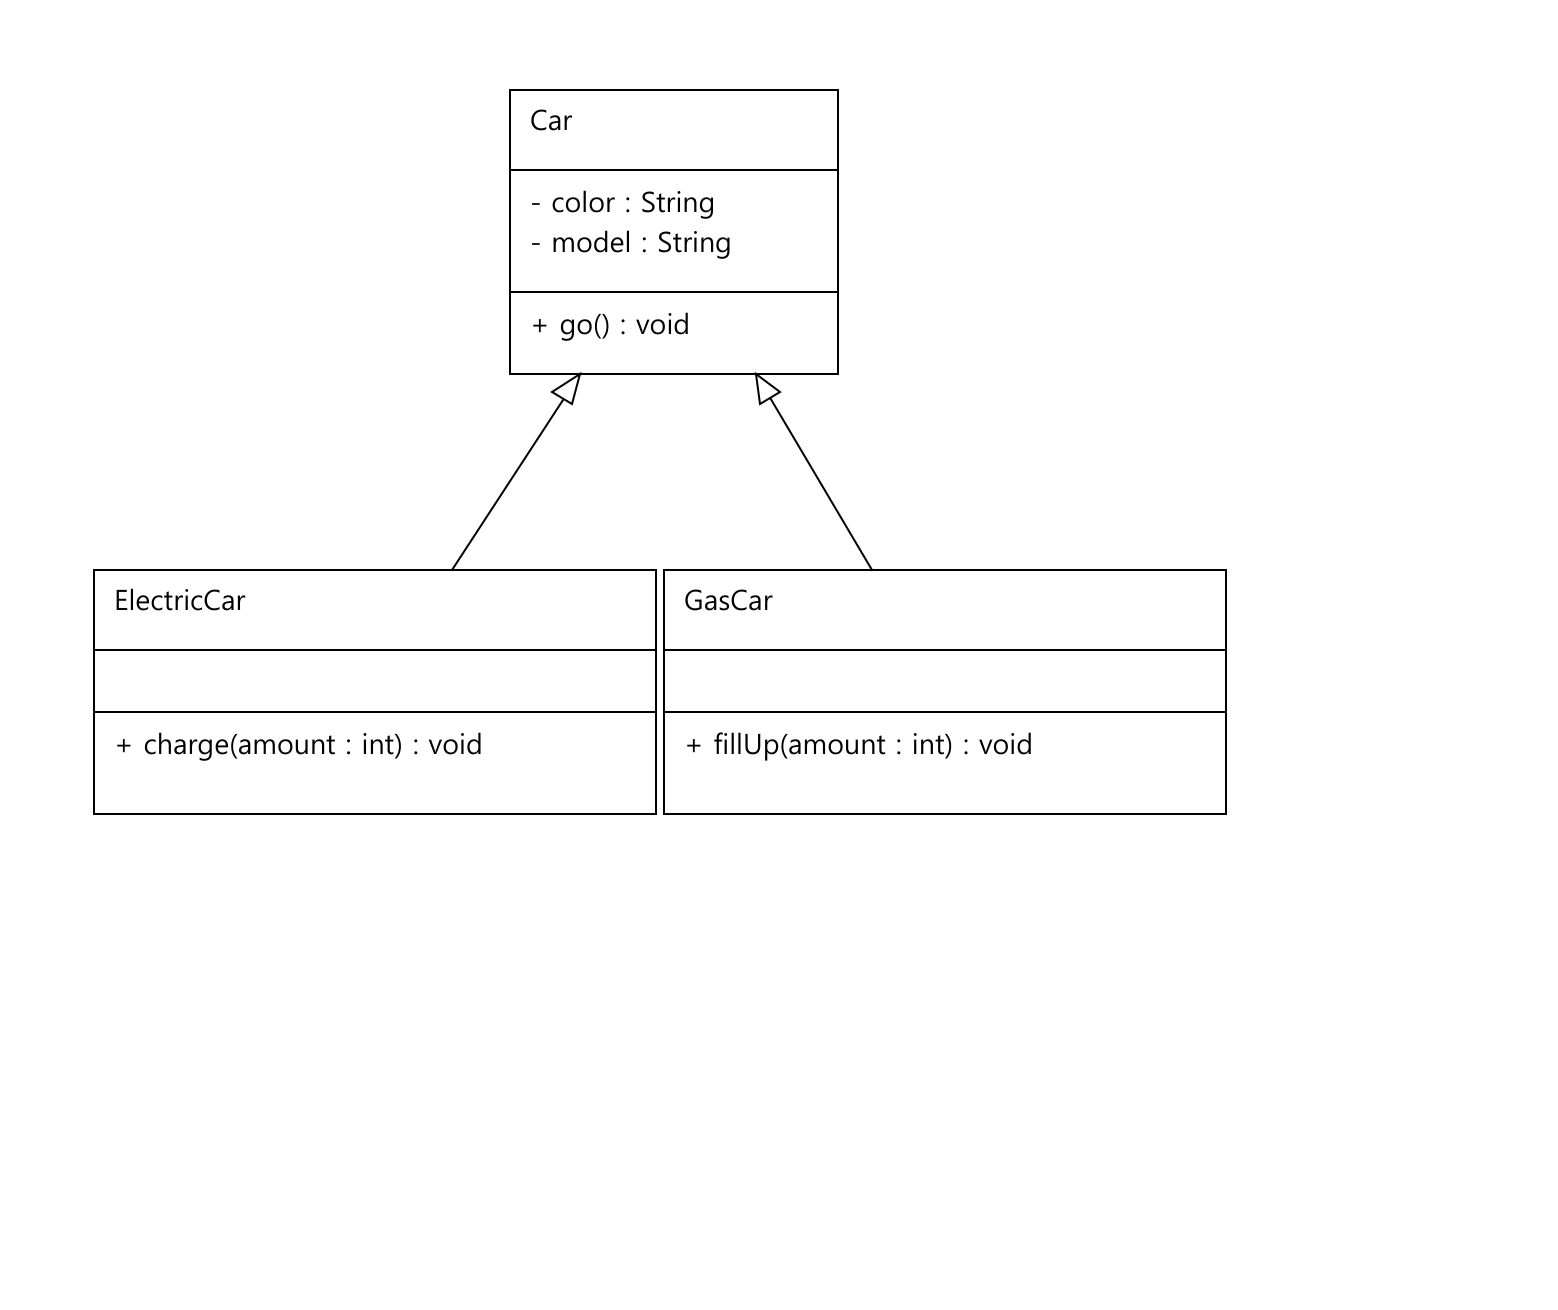 Car
- color : String
- model : String
+ go() : void
ElectricCar
+ charge(amount : int) : void
GasCar
+ fillUp(amount : int) : void